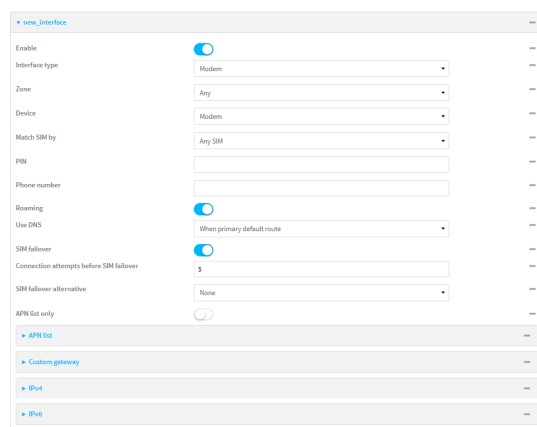 new_interface
Enable
Interface type
Modem
Zone
Any
Device
Modem
Match SIM by
Any SIM
PIN
Phone number
Roaming
Use DNS
When primary default route
SIM failover
Connection attempts before SIM failover
5
SIM failover alternative
None
APN list only
APN list
Custom gateway
IPv4
IPv6